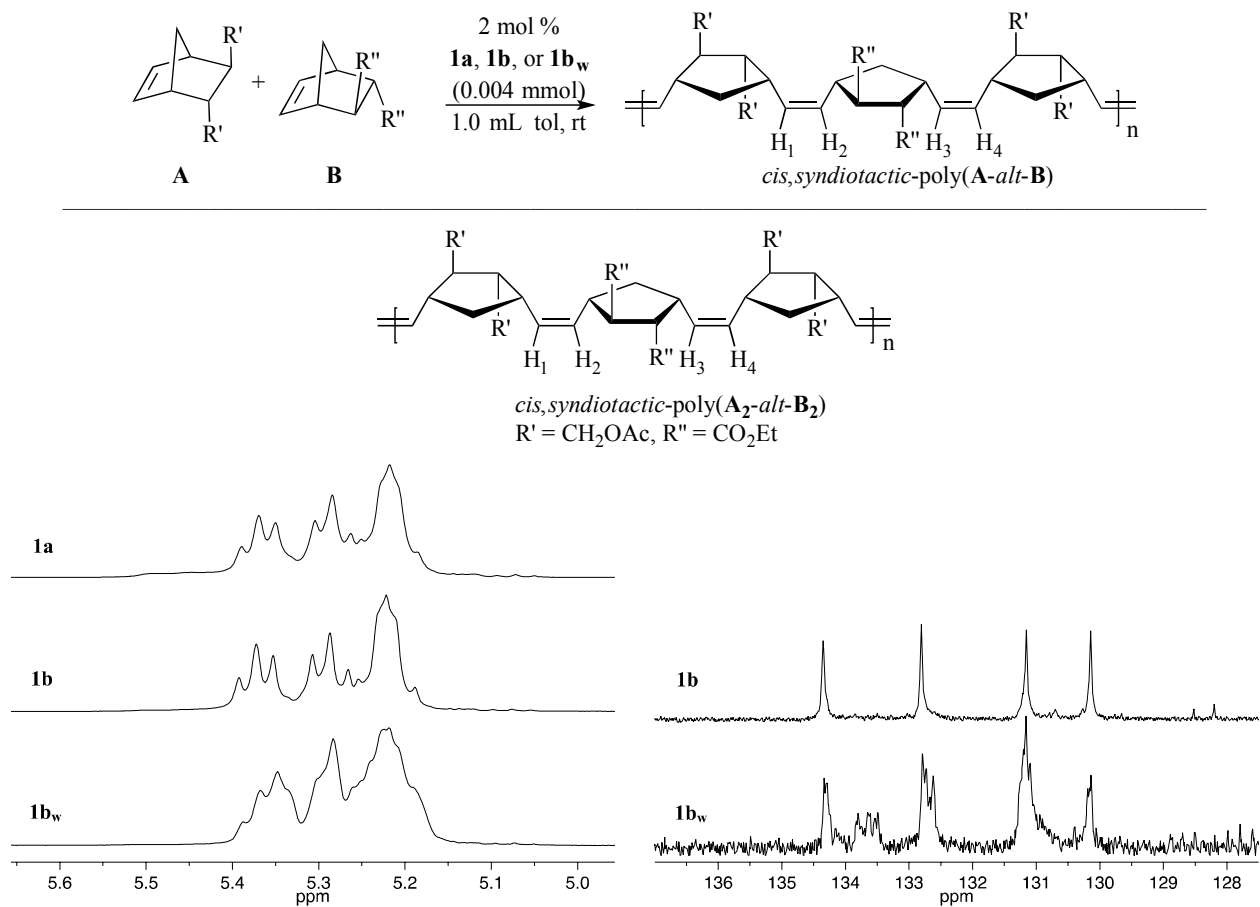 R'
R'
+
R"
R"
A
B
2 mol %
1a, 1b, or 1bw
(0.004 mmol)
1.0 mL tol, rt
R'
R'
H1
H2
R"
R"
H3
H4
R'
R'
n
cis,syndiotactic-poly(A-alt-B)
R'
R'
H1
H2
R"
R"
H3
H4
R'
R'
n
cis,syndiotactic-poly(A2-alt-B2)
R' = CH2OAc, R" = CO2Et
1a
1b
1bw
5.6 5.5 5.4 5.3 5.2 5.1 5.0
ppm
1b
1bw
136 135 134 133 132 131 130 129 128
ppm